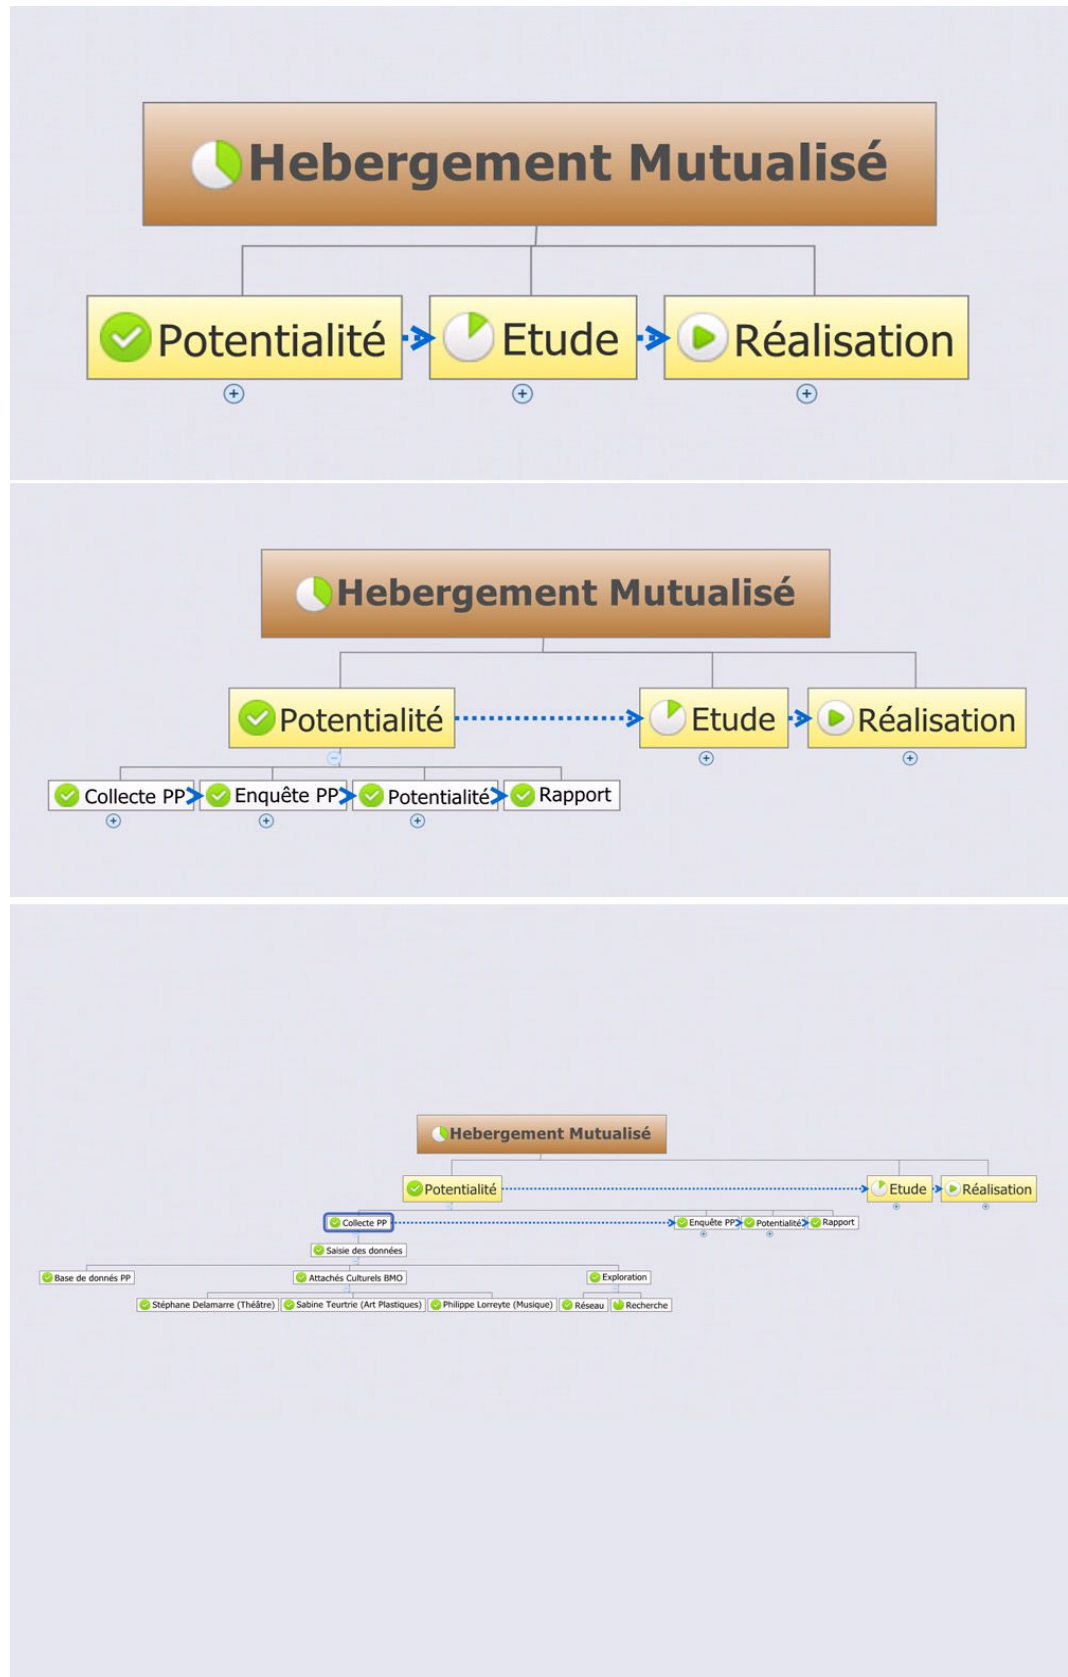 Hebergement Mutualisé
Potentialité Etude Réalisation
Hebergement Mutualisé
Potentialité Etude Réalisation
Collecte PP Enquête PP Potentialité Rapport
Hebergement Mutualisé
Potentialité Etude Réalisation
Collecte PP Enquête PP Potentialité Rapport
Saisie des données
Base de donnés PP Attachés Culturels BMO Exploration
Stéphane Delamarre (Théâtre) Sabine Teurtrie (Art Plastiques) Philippe Lorreyte (Musique) Réseau Recherche